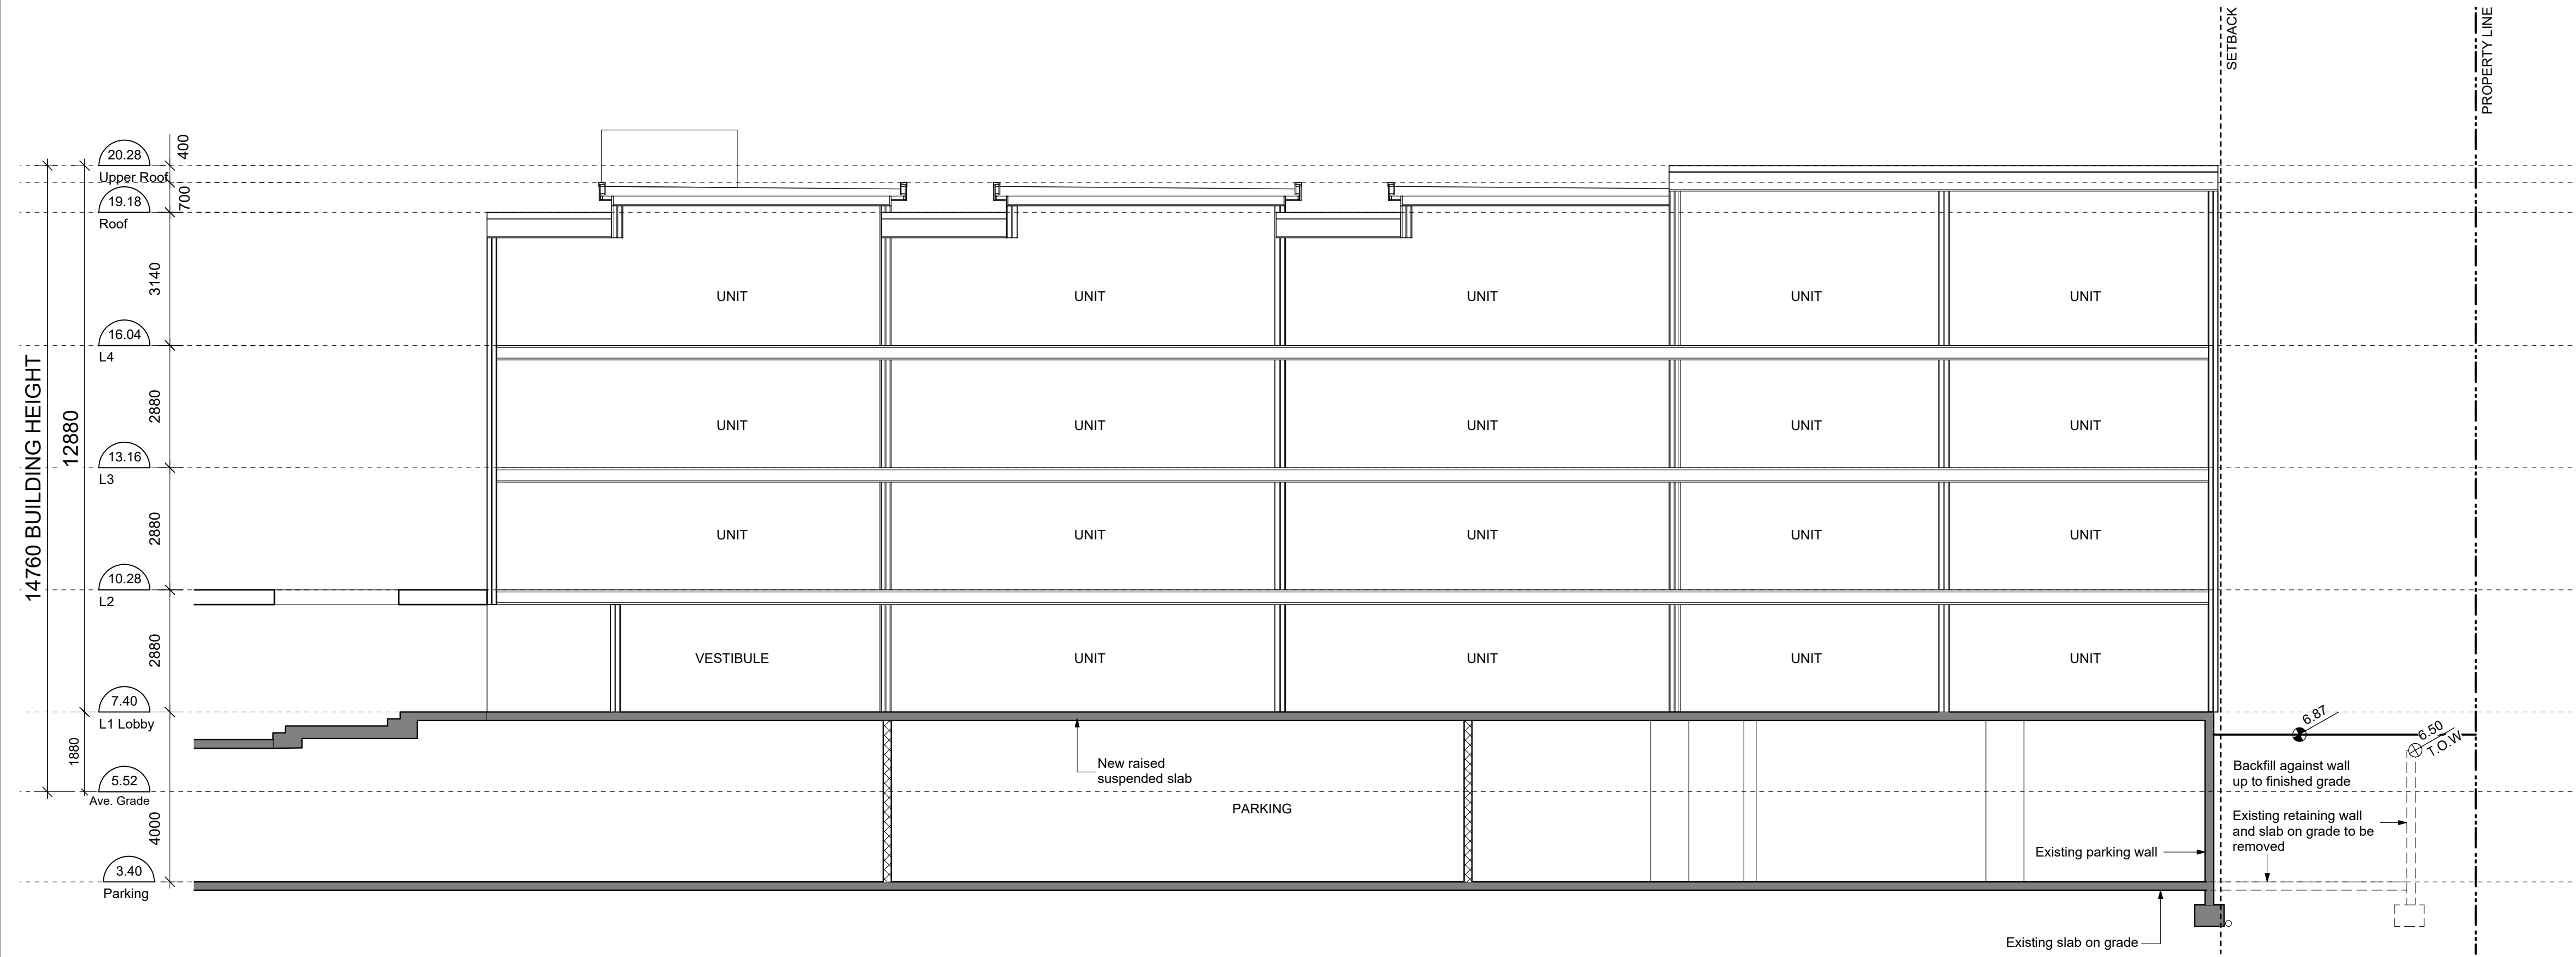 SETBACK
PROPERTY LINE
400
20.28
Upper Roof
700
19.18
Roof
3140
UNIT UNIT UNIT UNIT UNIT
16.04
L4
14760 BUILDING HEIGHT
12880
2880
UNIT UNIT UNIT UNIT UNIT
13.16
L3
2880
UNIT UNIT UNIT UNIT UNIT
10.28
L2
2880
VESTIBULE UNIT UNIT UNIT UNIT
7.40
L1 Lobby
6.87
6.50
T.O.W
1880
New raised
suspended slab
Backfill against wall
up to finished grade
5.52
Ave. Grade
PARKING
4000
Existing retaining wall
and slab on grade to be
removed
Existing parking wall
3.40
Parking
Existing slab on grade